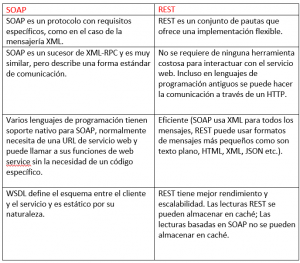 SOAP
REST
SOAP es un protocolo con requisitos
específicos, como en el caso de
la mensajería XML.
REST es un conjunto de pautas que
ofrece una implementación flexible.
SOAP es un sucesor de XML-RPC y es muy
similar, pero describe una forma estándar
de comunicación.
No se requiere de ninguna herramienta
costosa para interactuar con el servicio
web. Incluso en lenguajes de
programación antiguos se puede hacer
la comunicación a través de un HTTP.
Varios lenguajes de programación tienen
soporte nativo para SOAP, normalmente
necesita de una URL de servicio web y
puede llamar a sus funciones de web
service sin la necesidad de un código
específico.
Eficiente (SOAP usa XML para todos los
mensajes, REST puede usar formatos
de mensajes más pequeños como son
texto plano, HTML, XML, JSON etc.).
WSDL define el esquema entre el cliente
y el servicio y es estático por su
naturaleza.
REST tiene mejor rendimiento y
escalabilidad. Las lecturas REST se
pueden almacenar en caché; Las
lecturas basadas en SOAP no se pueden
almacenar en caché.